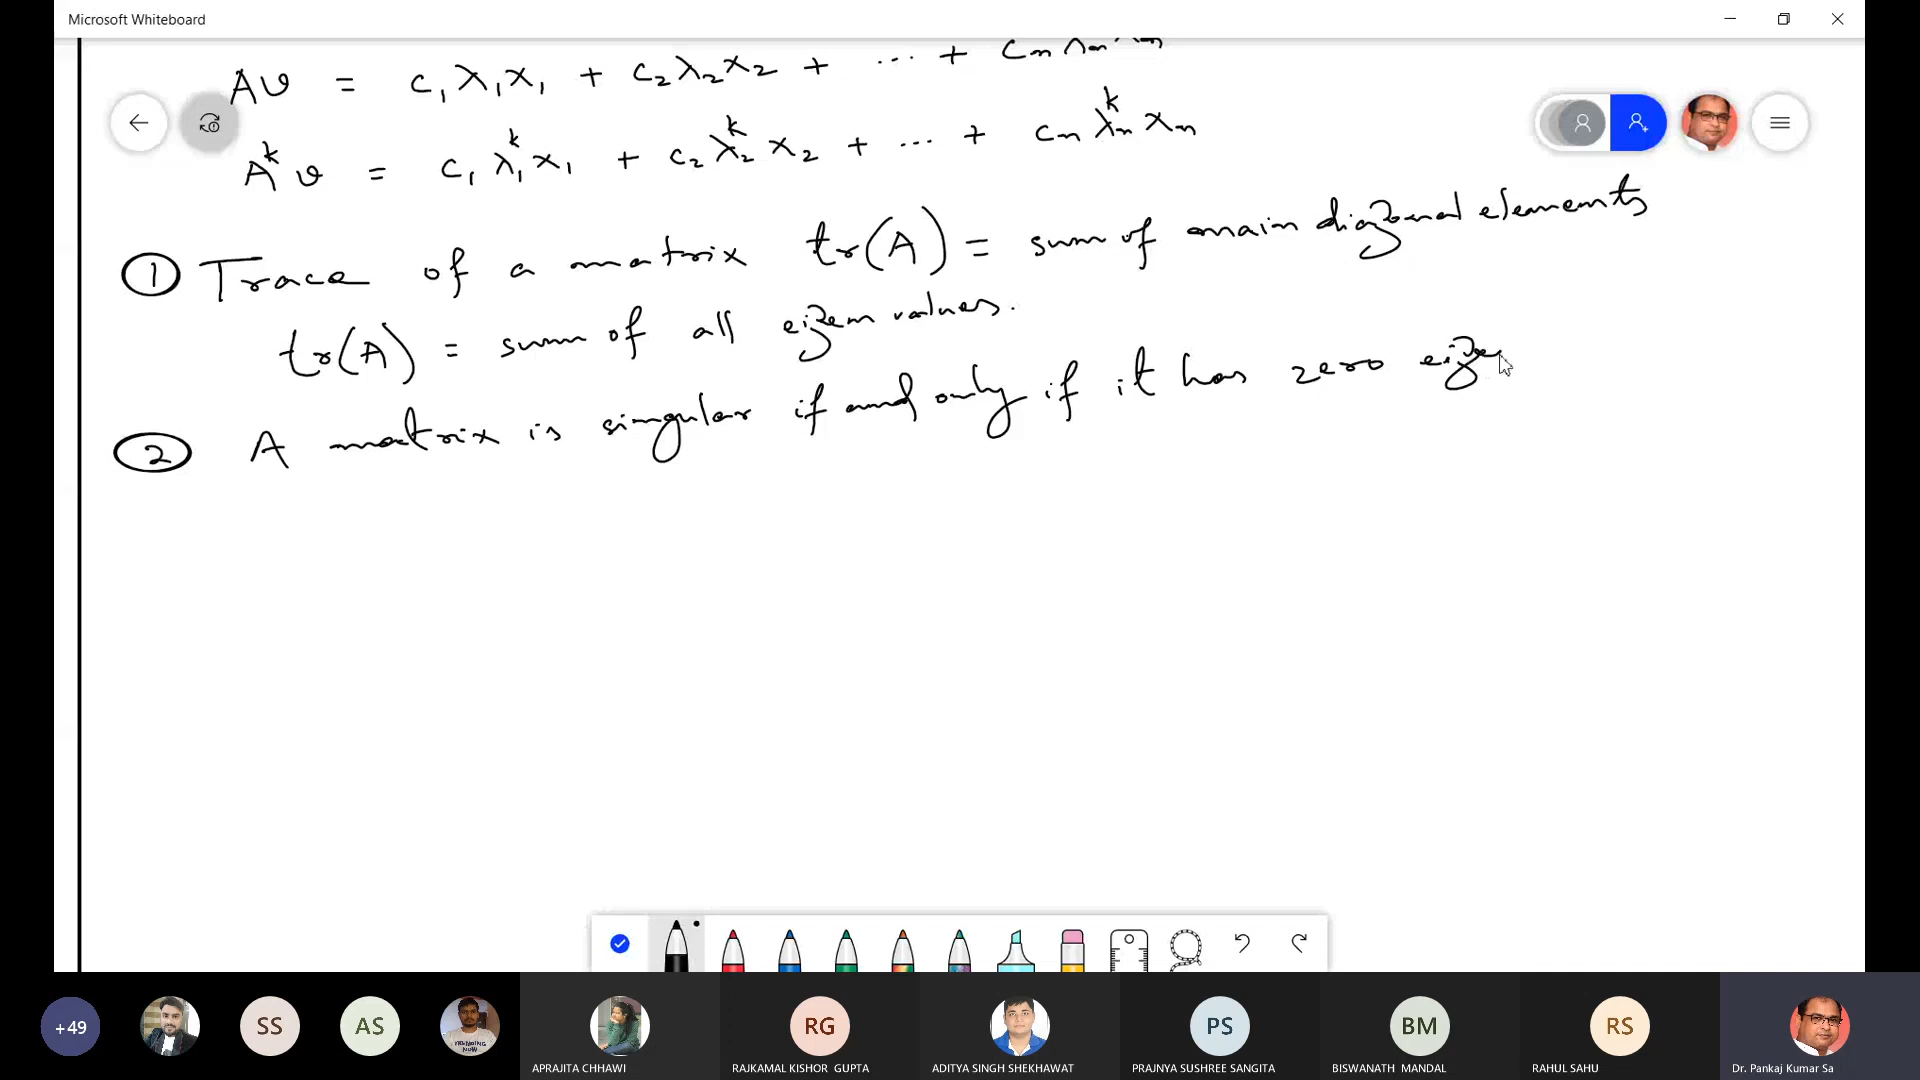 Microsoft Whiteboard
Av = c₁λ₁x₁ + c₂λ₂x₂ + ... + cₙλₙxₙ
Aᵏv = c₁λ₁ᵏx₁ + c₂λ₂ᵏx₂ + ... + cₙλₙᵏxₙ
① Trace of a matrix tr(A) = sum of main diagonal elements
tr(A) = sum of all eigen values.
② A matrix is singular if and only if it has zero eige
+49
SS
AS
TRENDING NOW
RG
PS
BM
RS
APRAJITA CHHAWI
RAJKAMAL KISHOR GUPTA
ADITYA SINGH SHEKHAWAT
PRAJNYA SUSHREE SANGITA
BISWANATH MANDAL
RAHUL SAHU
Dr. Pankaj Kumar Sa